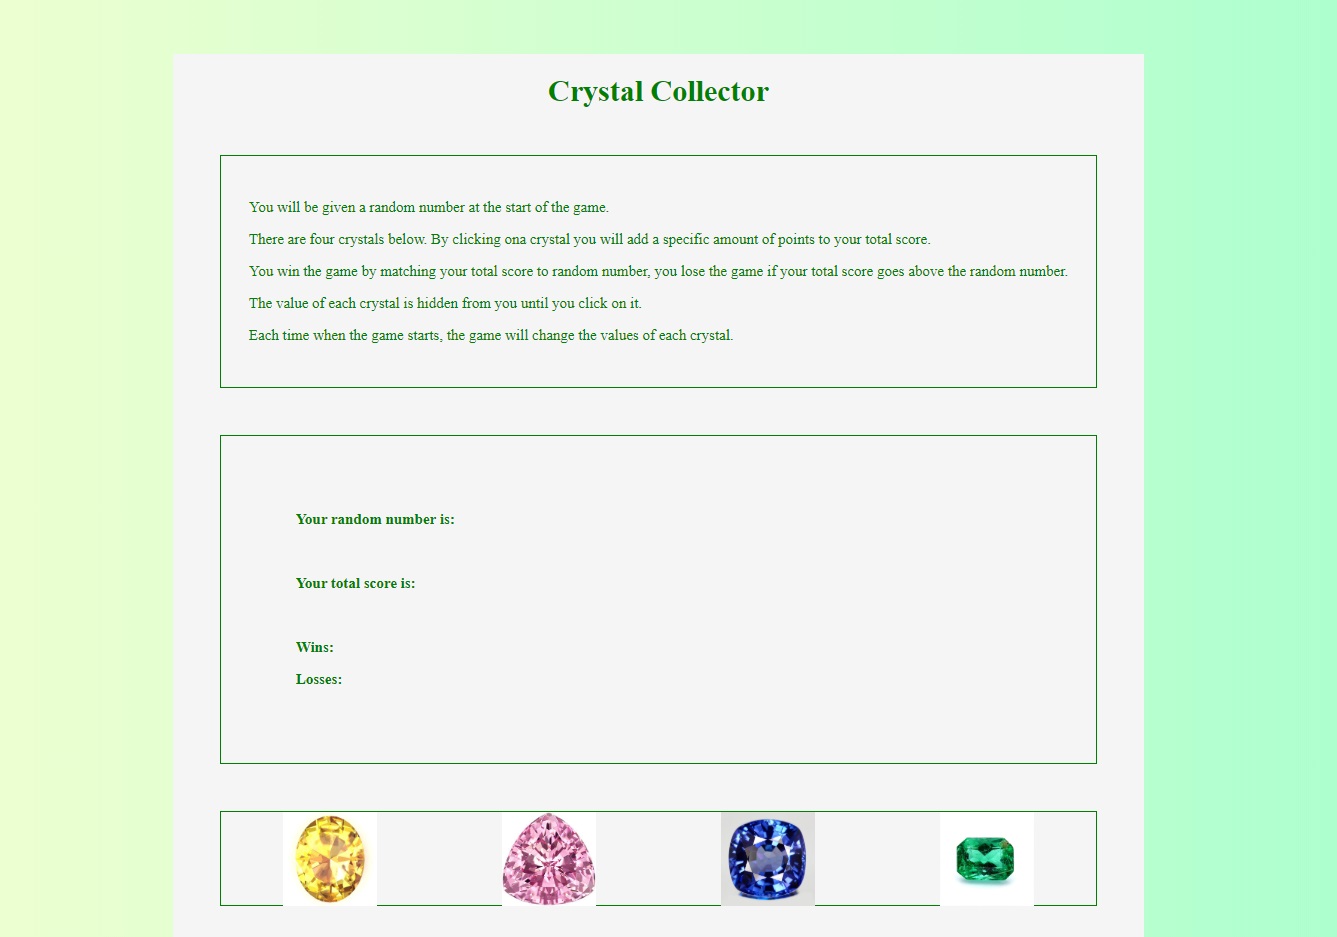 Crystal Collector
You will be given a random number at the start of the game.
There are four crystals below. By clicking ona crystal you will add a specific amount of points to your total score.
You win the game by matching your total score to random number, you lose the game if your total score goes above the random number.
The value of each crystal is hidden from you until you click on it.
Each time when the game starts, the game will change the values of each crystal.
Your random number is:
Your total score is:
Wins:
Losses: